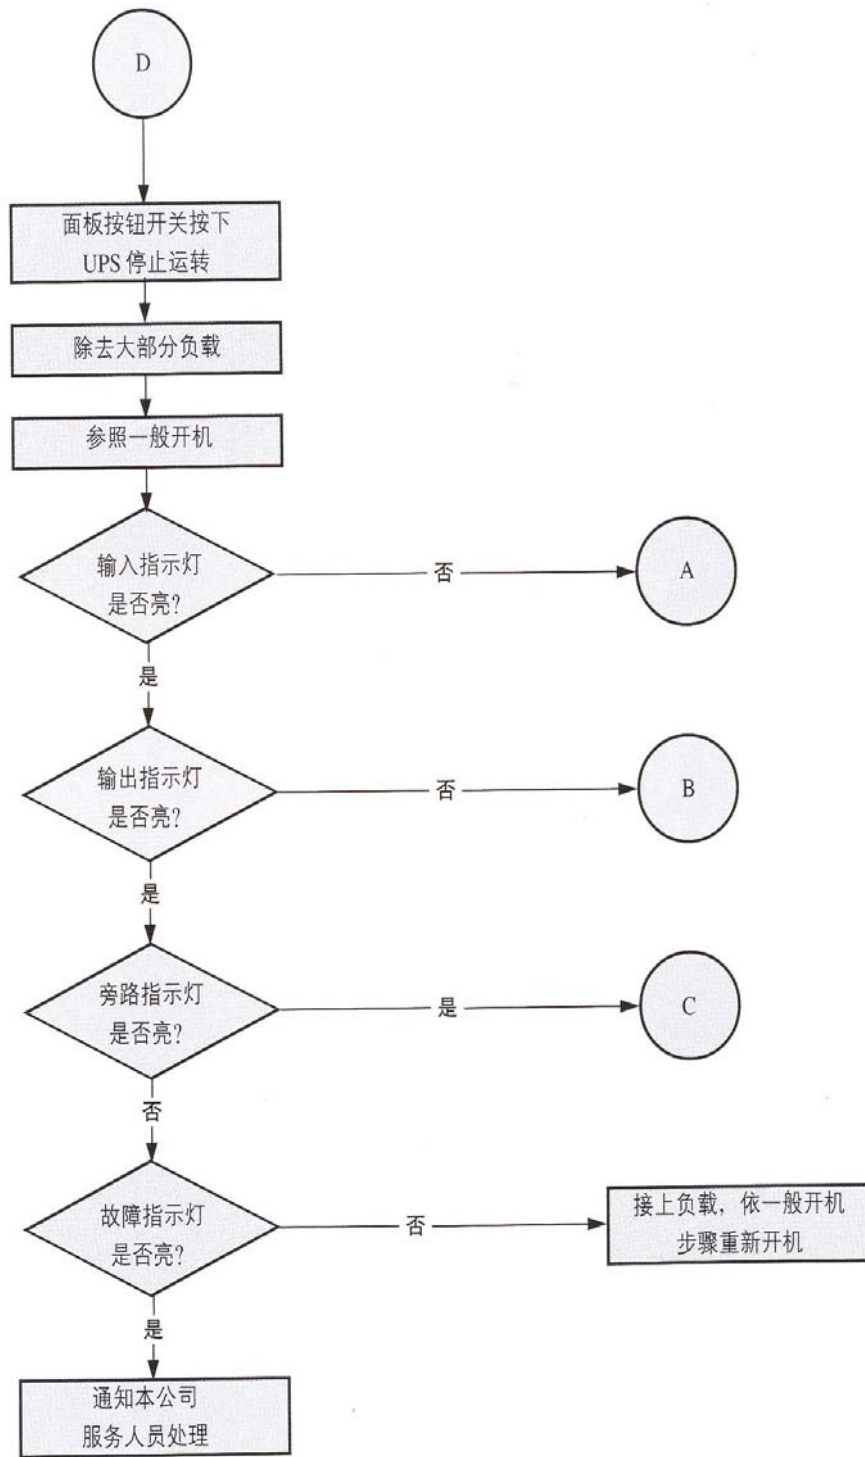 D
面板按钮开关按下
UPS 停止运转
除去大部分负载
参照一般开机
输入指示灯
是否亮?
否
A
是
输出指示灯
是否亮?
否
B
是
旁路指示灯
是否亮?
是
C
否
故障指示灯
是否亮?
否
接上负载，依一般开机
步骤重新开机
是
通知本公司
服务人员处理